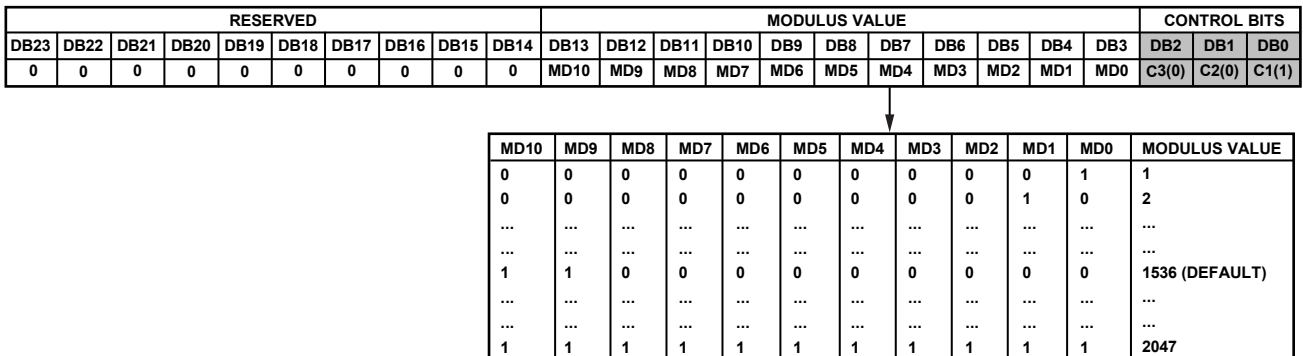 RESERVED MODULUS VALUE CONTROL BITS
DB23 DB22 DB21 DB20 DB19 DB18 DB17 DB16 DB15 DB14 DB13 DB12 DB11 DB10 DB9 DB8 DB7 DB6 DB5 DB4 DB3 DB2 DB1 DB0
0 0 0 0 0 0 0 0 0 0 MD10 MD9 MD8 MD7 MD6 MD5 MD4 MD3 MD2 MD1 MD0 C3(0) C2(0) C1(1)
MD10 MD9 MD8 MD7 MD6 MD5 MD4 MD3 MD2 MD1 MD0 MODULUS VALUE
0 0 0 0 0 0 0 0 0 0 1 1
0 0 0 0 0 0 0 0 0 1 0 2
... ... ... ... ... ... ... ... ... ... ... ...
... ... ... ... ... ... ... ... ... ... ... ...
1 1 0 0 0 0 0 0 0 0 0 1536 (DEFAULT)
... ... ... ... ... ... ... ... ... ... ... ...
... ... ... ... ... ... ... ... ... ... ... ...
1 1 1 1 1 1 1 1 1 1 1 2047